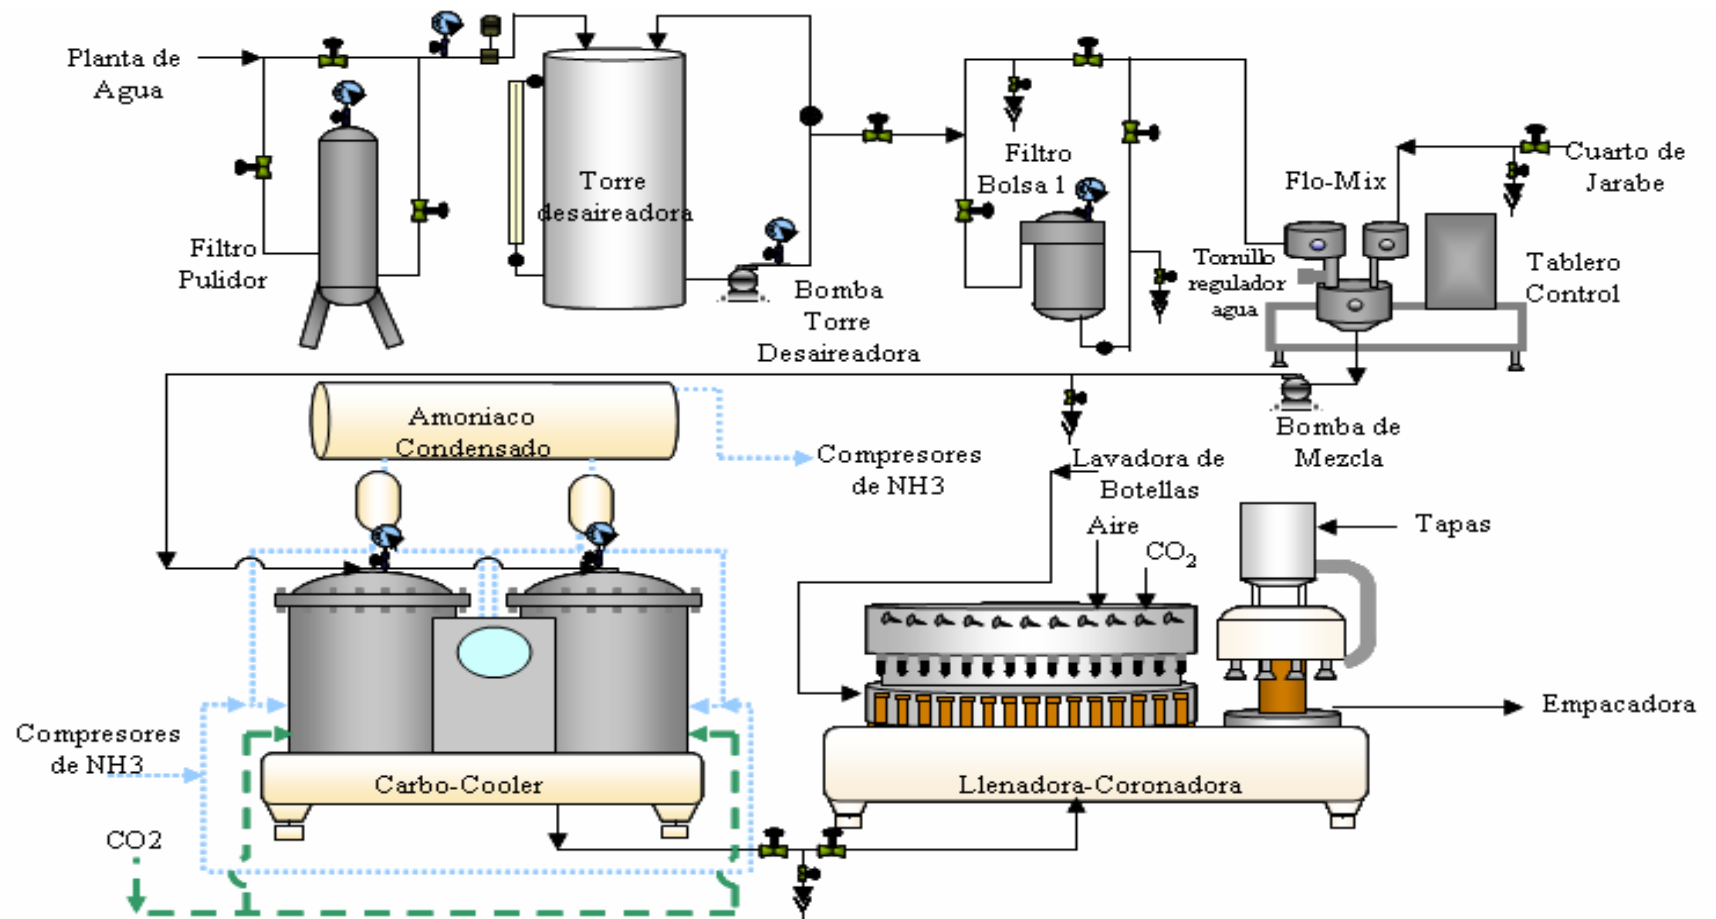 Planta de
Agua
Filtro
Pulidor
Torre
desaireadora
Bomba
Torre
Desaireadora
Filtro
Bolsa 1
Flo-Mix
Cuarto de
Jarabe
Tornillo
regulador
agua
Tablero
Control
Bomba de
Mezcla
Amoniaco
Condensado
Compresores
de NH3
Lavadora de
Botellas
Aire
CO2
Tapas
Empacadora
Compresores
de NH3
Carbo-Cooler
Llenadora-Coronadora
CO2